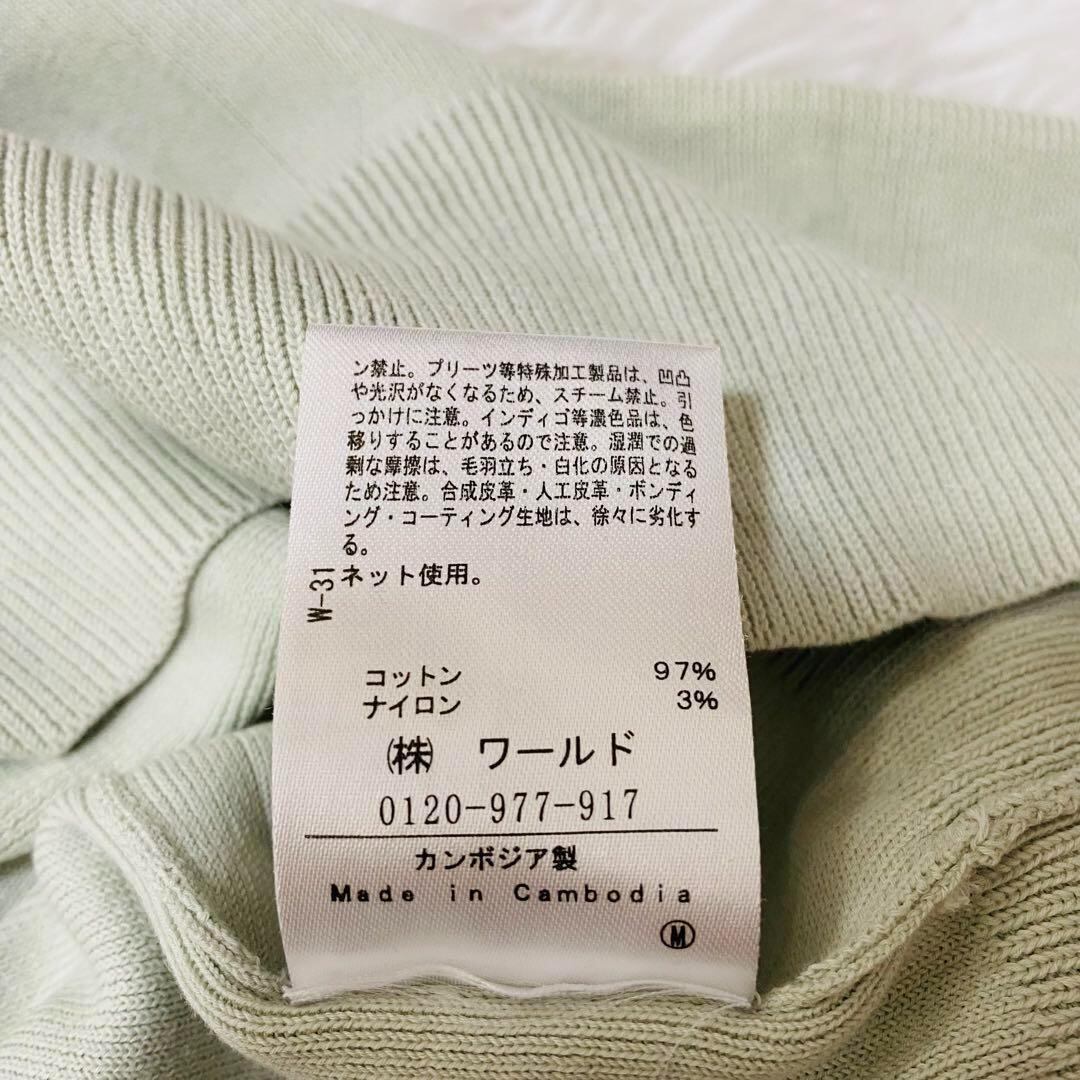 ン禁止。プリーツ等特殊加工製品は、凹凸
や光沢がなくなるため、スチーム禁止。引
っかけに注意。インディゴ等濃色品は、色
移りすることがあるので注意。湿潤での過
剰な摩擦は、毛羽立ち・白化の原因となる
ため注意。合成皮革・人工皮革・ボンディ
ング・コーティング生地は、徐々に劣化す
る。
ネット使用。
W-31
コットン 97%
ナイロン 3%
㈱ ワールド
0120-977-917
カンボジア製
Made in Cambodia
Ⓜ